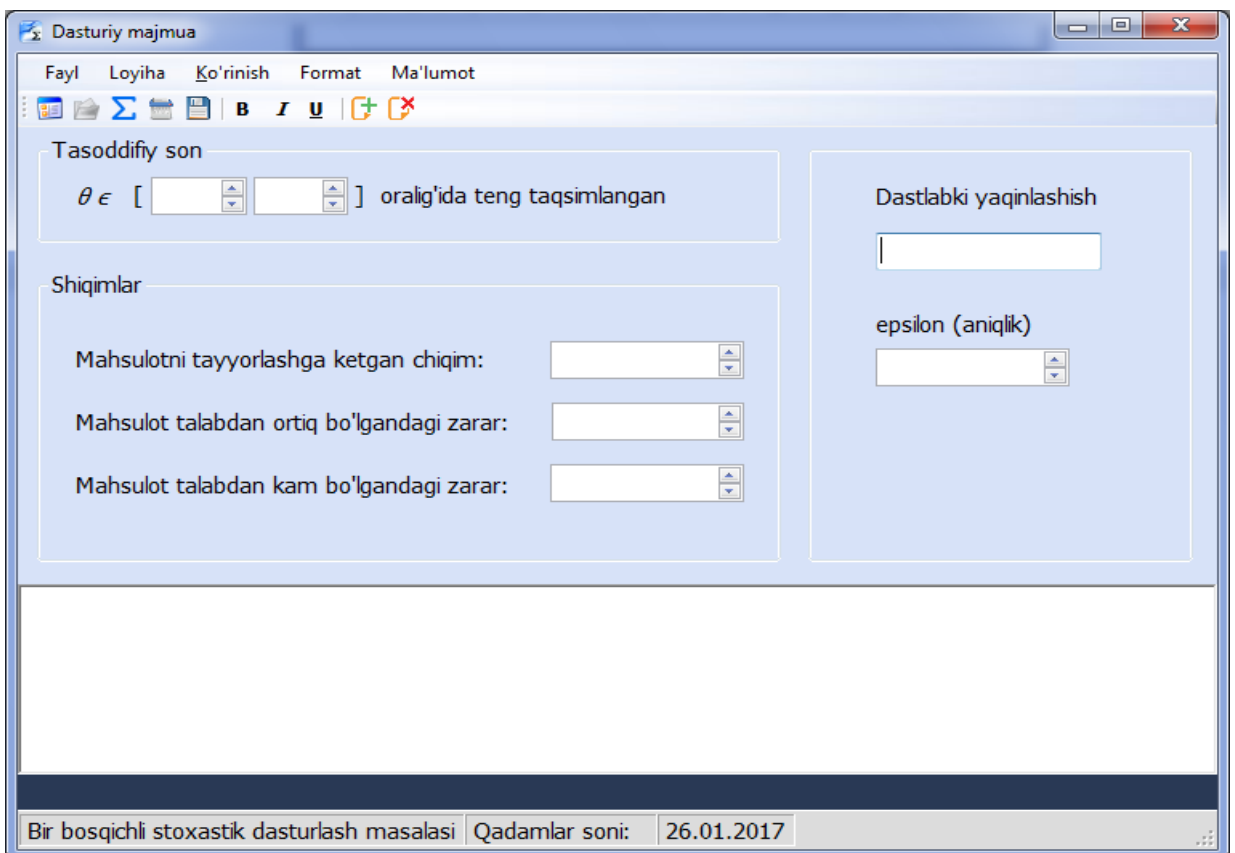 Dasturiy majmua
Fayl Loyiha Ko'rinish Format Ma'lumot
B I U
Tasoddifiy son
θ ϵ [ ] oralig'ida teng taqsimlangan
Dastlabki yaqinlashish
Shiqimlar
epsilon (aniqlik)
Mahsulotni tayyorlashga ketgan chiqim:
Mahsulot talabdan ortiq bo'lgandagi zarar:
Mahsulot talabdan kam bo'lgandagi zarar:
Bir bosqichli stoxastik dasturlash masalasi Qadamlar soni: 26.01.2017